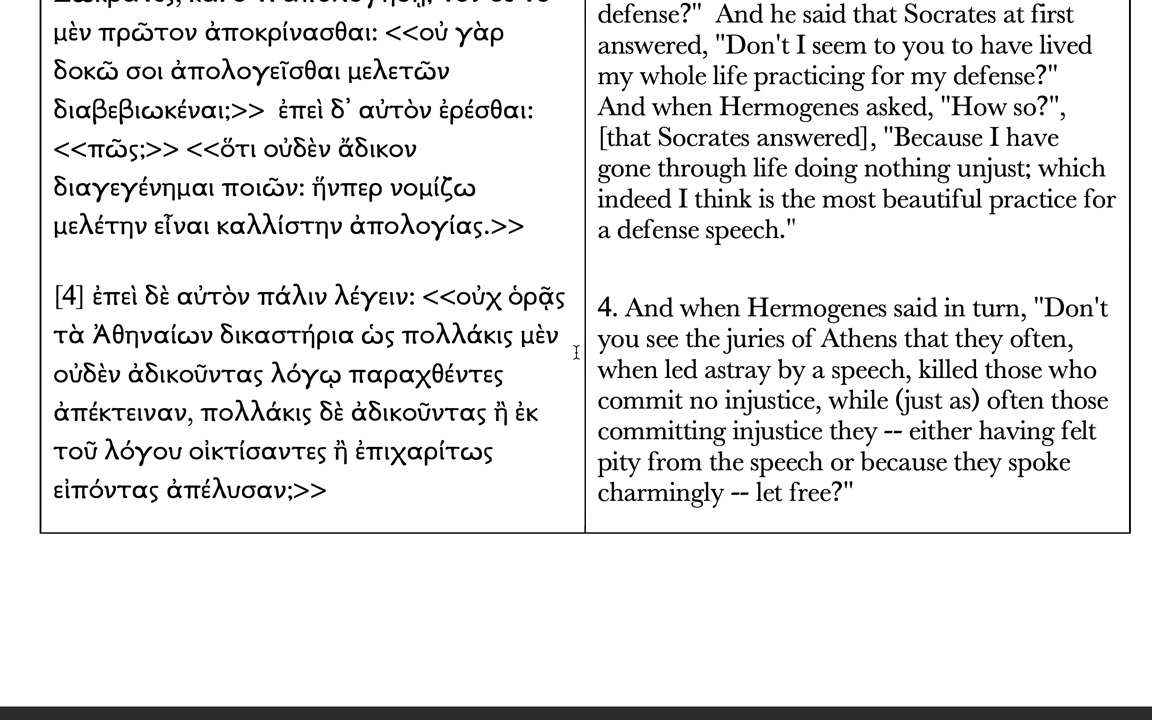 μὲν πρῶτον ἀποκρίνασθαι: <<οὐ γὰρ
δοκῶ σοι ἀπολογεῖσθαι μελετῶν
διαβεβιωκέναι;>>  ἐπεὶ δ’ αὐτὸν ἐρέσθαι:
<<πῶς;>> <<ὅτι οὐδὲν ἄδικον
διαγεγένημαι ποιῶν: ἥνπερ νομίζω
μελέτην εἶναι καλλίστην ἀπολογίας.>>
[4] ἐπεὶ δὲ αὐτὸν πάλιν λέγειν: <<οὐχ ὁρᾷς
τὰ Ἀθηναίων δικαστήρια ὡς πολλάκις μὲν
οὐδὲν ἀδικοῦντας λόγῳ παραχθέντες
ἀπέκτειναν, πολλάκις δὲ ἀδικοῦντας ἢ ἐκ
τοῦ λόγου οἰκτίσαντες ἢ ἐπιχαρίτως
εἰπόντας ἀπέλυσαν;>>
defense?"  And he said that Socrates at first
answered, "Don't I seem to you to have lived
my whole life practicing for my defense?"
And when Hermogenes asked, "How so?",
[that Socrates answered], "Because I have
gone through life doing nothing unjust; which
indeed I think is the most beautiful practice for
a defense speech."
4. And when Hermogenes said in turn, "Don't
you see the juries of Athens that they often,
when led astray by a speech, killed those who
commit no injustice, while (just as) often those
committing injustice they -- either having felt
pity from the speech or because they spoke
charmingly -- let free?"